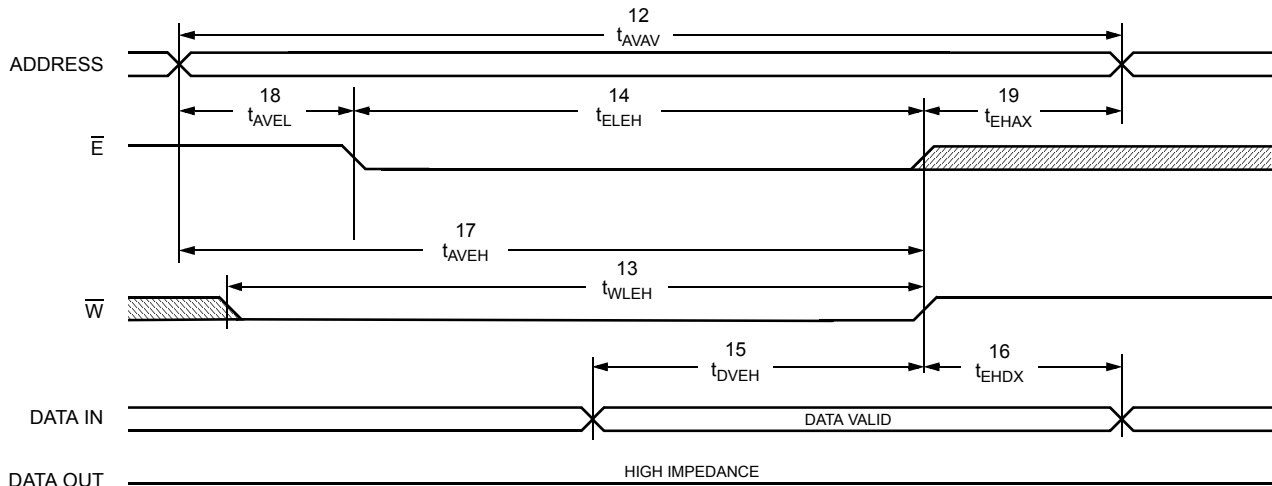 12
tAVAV
ADDRESS
18
tAVEL
14
tELEH
19
tEHAX
E
17
tAVEH
13
tWLEH
W
15
tDVEH
16
tEHDX
DATA IN
DATA VALID
DATA OUT
HIGH IMPEDANCE